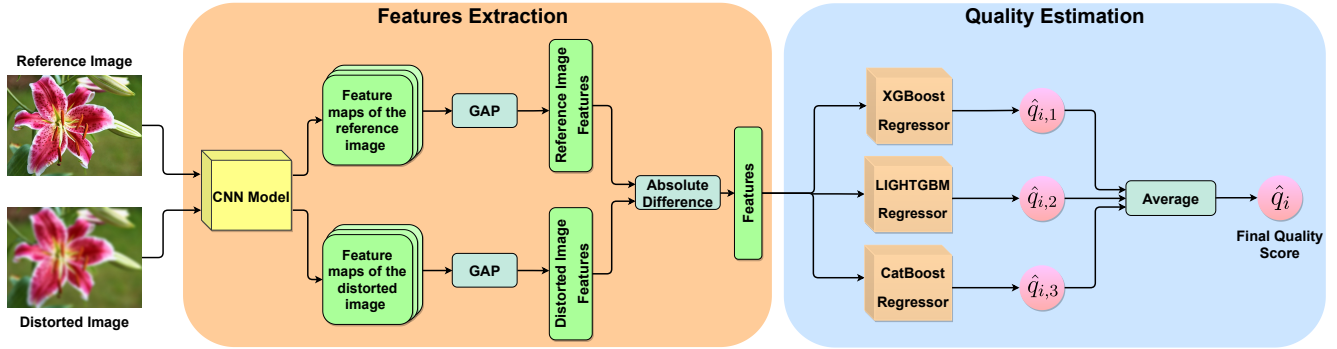 Features Extraction
Quality Estimation
Reference Image
Distorted Image
CNN Model
Feature
maps of the
reference
image
GAP
Reference Image
Features
Feature
maps of the
distorted
image
GAP
Distorted Image
Features
Absolute
Difference
Features
XGBoost
Regressor
LIGHTGBM
Regressor
CatBoost
Regressor
q̂i,1
q̂i,2
q̂i,3
Average
q̂i
Final Quality
Score